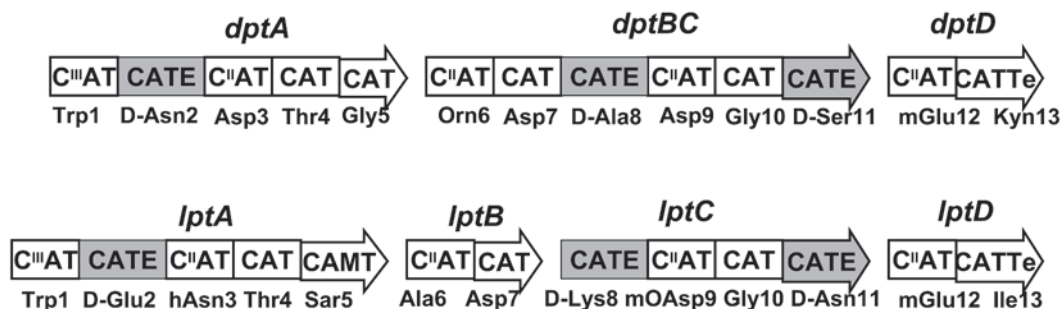 dptA dptBC dptD
CᴵᴵᴵAT CATE CᴵᴵAT CAT CAT CᴵᴵAT CAT CATE CᴵᴵAT CAT CATE CᴵᴵAT CATTe
Trp1 D-Asn2 Asp3 Thr4 Gly5 Orn6 Asp7 D-Ala8 Asp9 Gly10 D-Ser11 mGlu12 Kyn13
lptA lptB lptC lptD
CᴵᴵᴵAT CATE CᴵᴵAT CAT CAMT CᴵᴵAT CAT CATE CᴵᴵAT CAT CATE CᴵᴵAT CATTe
Trp1 D-Glu2 hAsn3 Thr4 Sar5 Ala6 Asp7 D-Lys8 mOAsp9 Gly10 D-Asn11 mGlu12 Ile13